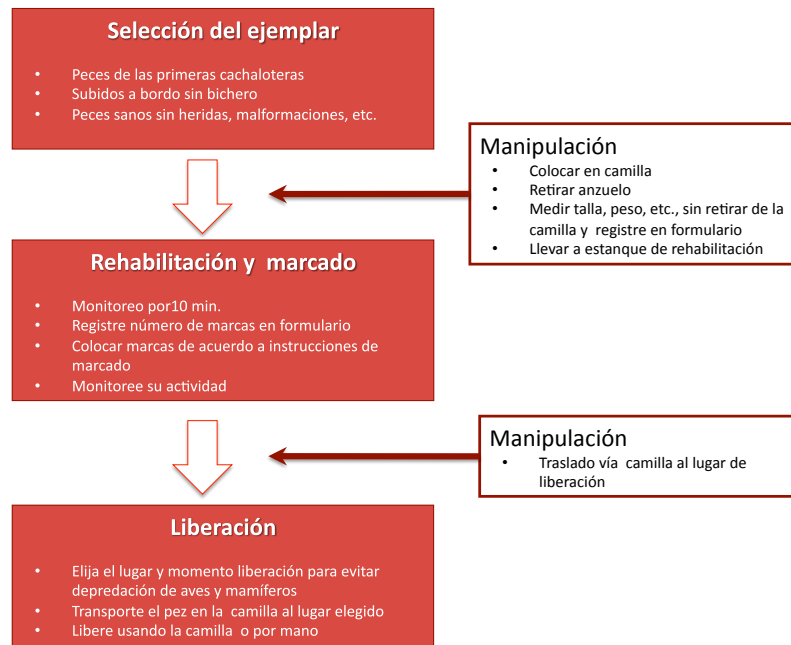 Selección del ejemplar
• Peces de las primeras cachaloteras
• Subidos a bordo sin bichero
• Peces sanos sin heridas, malformaciones, etc.
Manipulación
• Colocar en camilla
• Retirar anzuelo
• Medir talla, peso, etc., sin retirar de la
camilla y registre en formulario
• Llevar a estanque de rehabilitación
Rehabilitación y marcado
• Monitoreo por10 min.
• Registre número de marcas en formulario
• Colocar marcas de acuerdo a instrucciones de
marcado
• Monitoree su actividad
Manipulación
• Traslado vía camilla al lugar de
liberación
Liberación
• Elija el lugar y momento liberación para evitar
depredación de aves y mamíferos
• Transporte el pez en la camilla al lugar elegido
• Libere usando la camilla o por mano